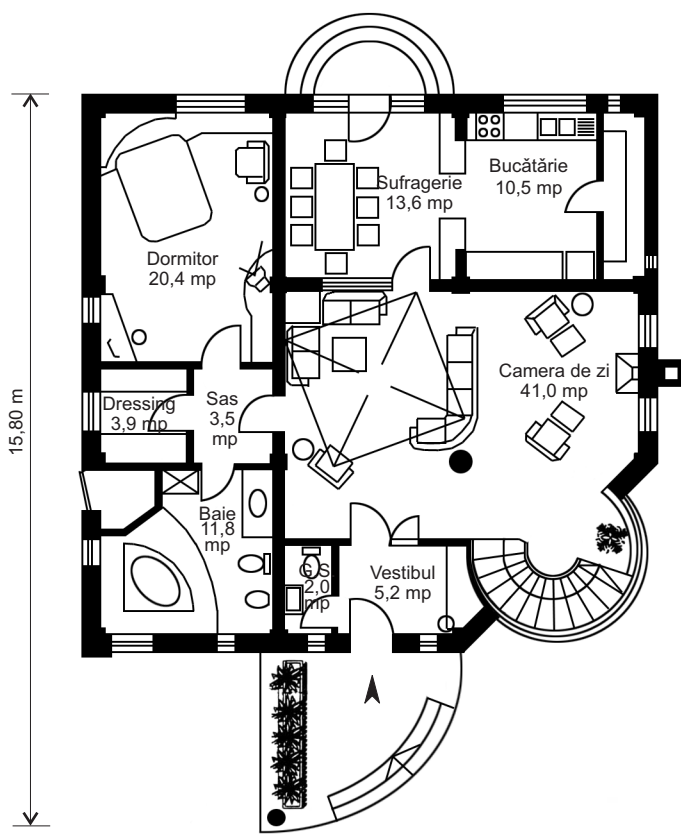 Bucătărie
10,5 mp
Sufragerie
13,6 mp
Dormitor
20,4 mp
Camera de zi
41,0 mp
Dressing
3,9 mp
Sas
3,5
mp
15,80 m
Baie
11,8
mp
G.S
2,0
mp
Vestibul
5,2 mp